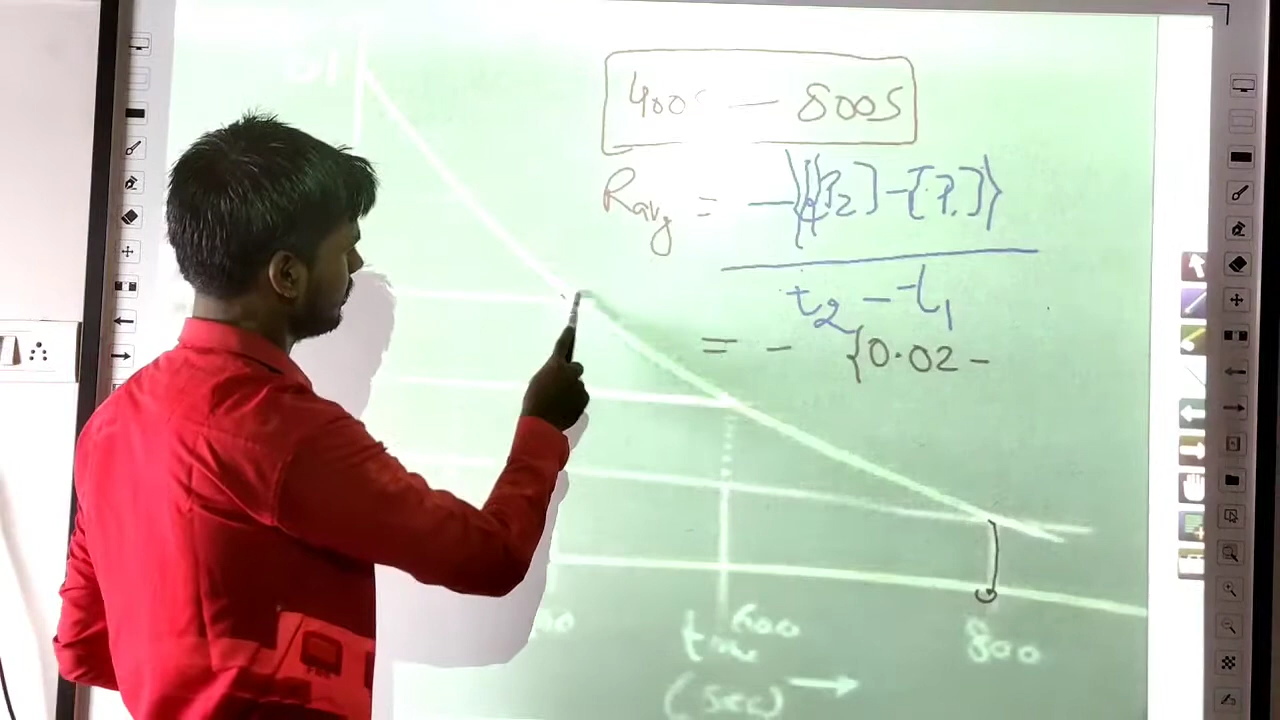 400s — 800s
Ravg = -{[P2] - [P1]}
t2 - t1
= - {0.02 -
600
time
800
(sec) →